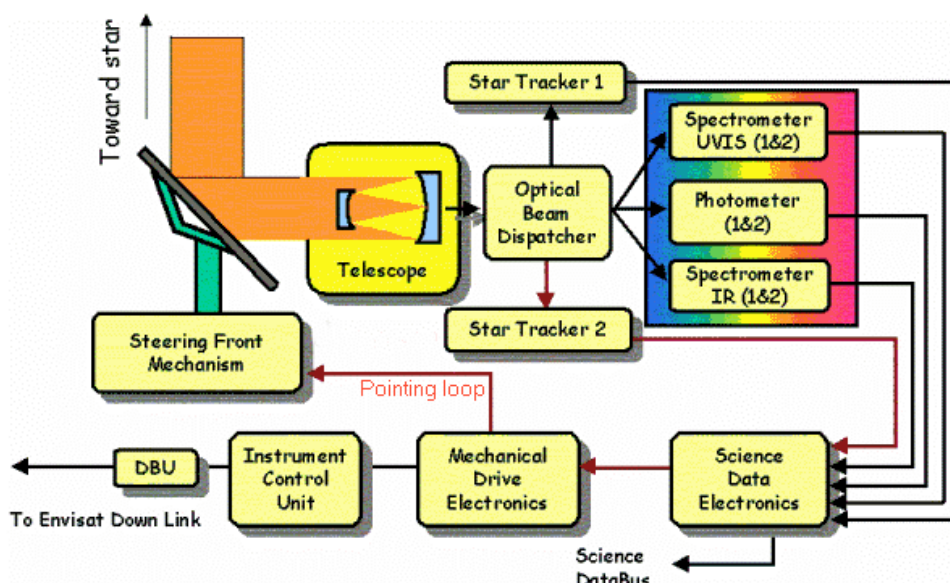 Toward star
Star Tracker 1
Spectrometer
UVIS (1&2)
Optical
Beam
Dispatcher
Photometer
(1&2)
Telescope
Spectrometer
IR (1&2)
Star Tracker 2
Steering Front
Mechanism
Pointing loop
DBU
Instrument
Control
Unit
Mechanical
Drive
Electronics
Science
Data
Electronics
To Envisat Down Link
Science
DataBus